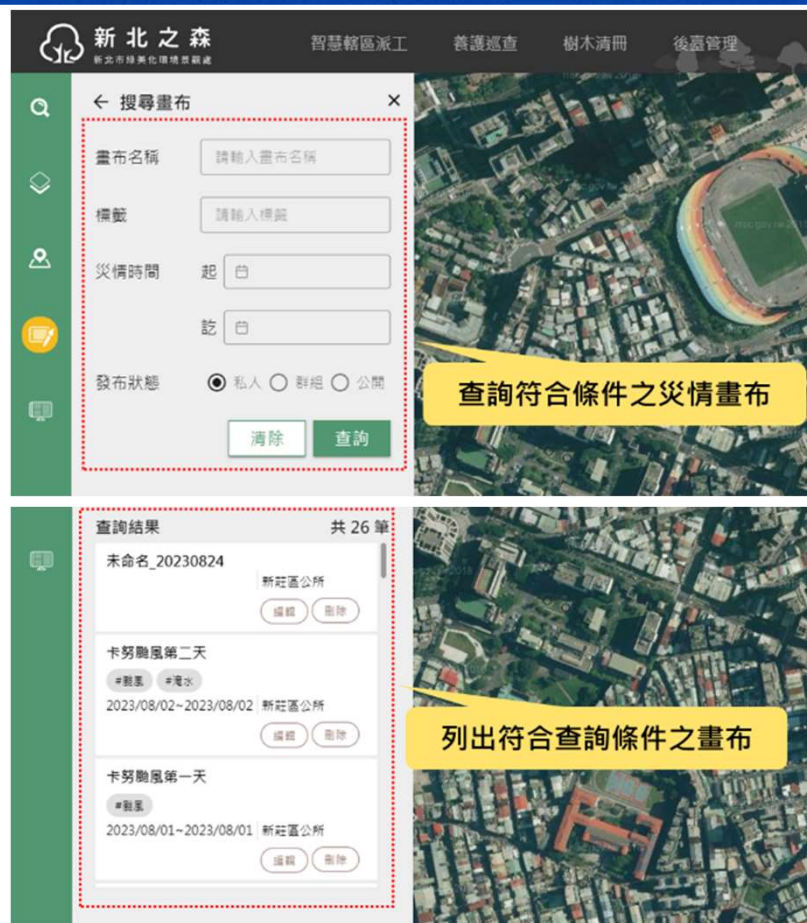 新北之森
新北市綠美化環境景觀處
智慧轄區派工 養護巡查 樹木清冊 後臺管理
← 搜尋畫布 ×
畫布名稱 請輸入畫布名稱
標籤 請輸入標籤
災情時間 起
訖
發布狀態 私人 群組 公開
清除 查詢
查詢符合條件之災情畫布
查詢結果 共 26 筆
未命名_20230824
新莊區公所
編輯 刪除
卡努颱風第二天
#颱風 #淹水
2023/08/02~2023/08/02 新莊區公所
編輯 刪除
卡努颱風第一天
#颱風
2023/08/01~2023/08/01 新莊區公所
編輯 刪除
列出符合查詢條件之畫布